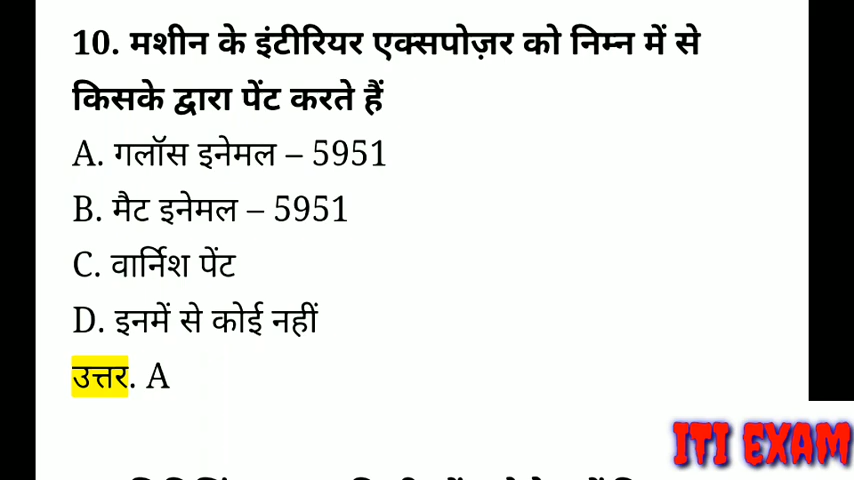 10. मशीन के इंटीरियर एक्सपोज़र को निम्न में से
किसके द्वारा पेंट करते हैं
A. गलॉस इनेमल – 5951
B. मैट इनेमल – 5951
C. वार्निश पेंट
D. इनमें से कोई नहीं
उत्तर. A
ITI EXAM